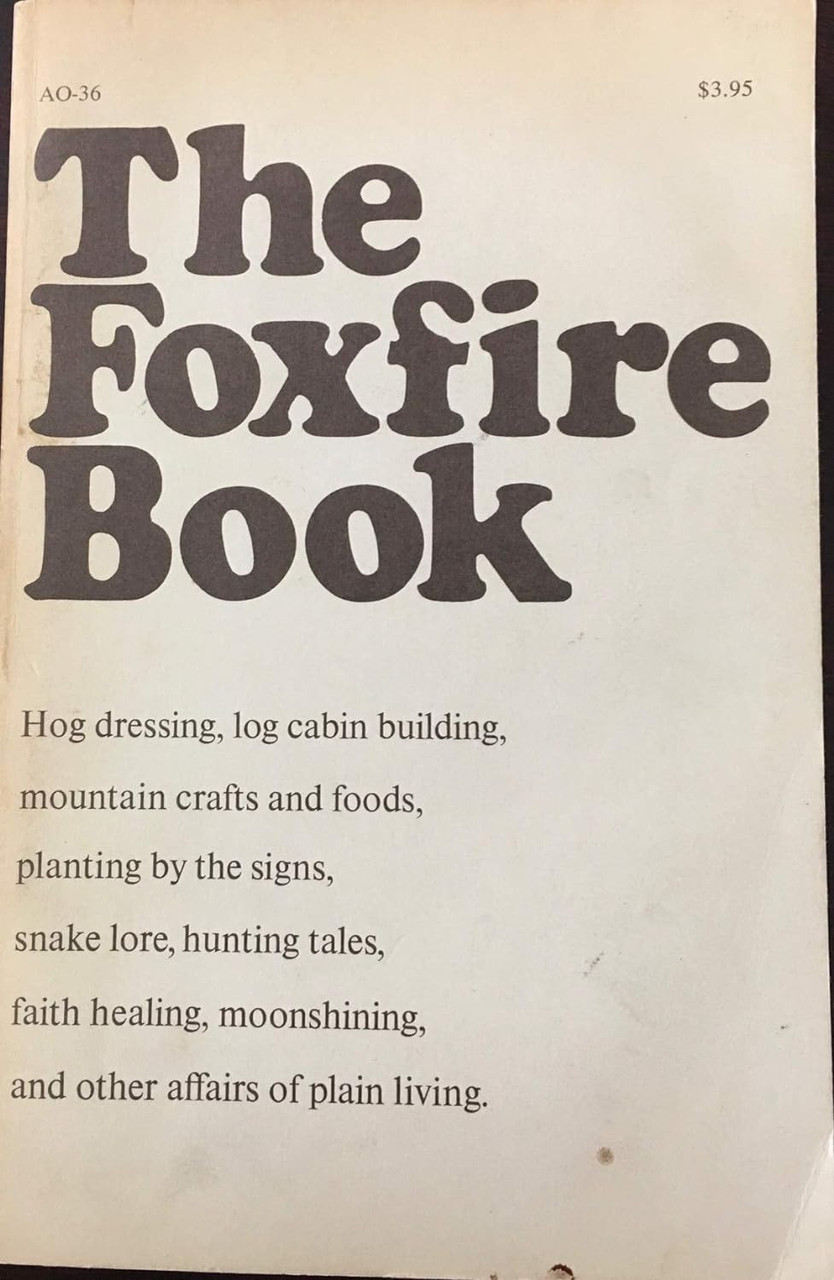 AO-36 $3.95
The
Foxfire
Book
Hog dressing, log cabin building,
mountain crafts and foods,
planting by the signs,
snake lore, hunting tales,
faith healing, moonshining,
and other affairs of plain living.